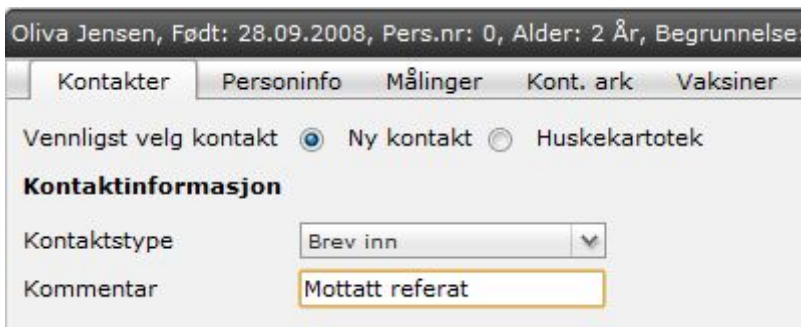 Oliva Jensen, Født: 28.09.2008, Pers.nr: 0, Alder: 2 År, Begrunnelse:
Kontakter Personinfo Målinger Kont. ark Vaksiner
Vennligst velg kontakt Ny kontakt Huskekartotek
Kontaktinformasjon
Kontaktstype Brev inn
Kommentar Mottatt referat